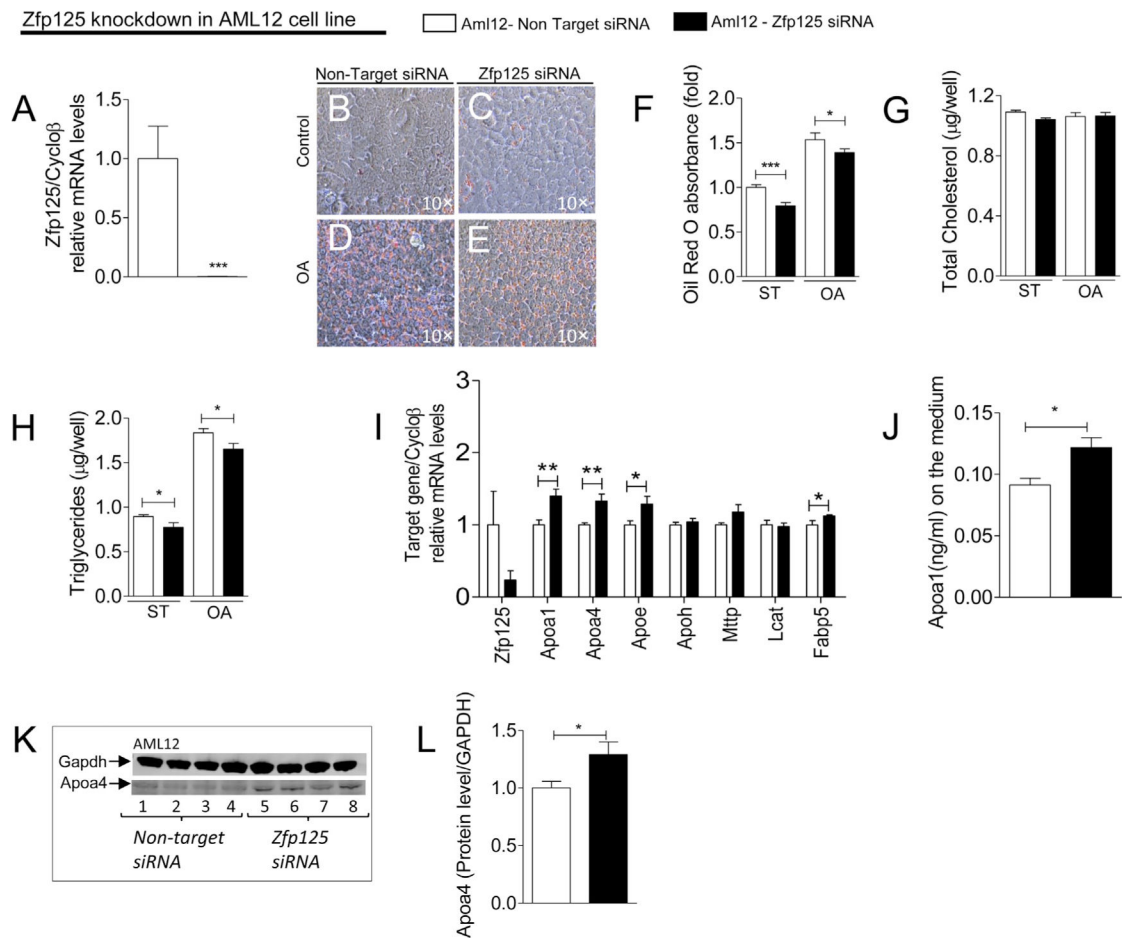 Zfp125 knockdown in AML12 cell line
Aml12- Non Target siRNA
Aml12 - Zfp125 siRNA
A
Zfp125/Cycloβ
relative mRNA levels
1.5
1.0
0.5
0.0
***
Non-Target siRNA
Zfp125 siRNA
Control
OA
B
10×
C
10×
D
10×
E
10×
F
Oil Red O absorbance (fold)
2.0
1.5
1.0
0.5
0.0
***
*
ST
OA
G
Total Cholesterol (µg/well)
1.2
0.8
0.4
0.0
ST
OA
H
Triglycerides (µg/well)
2.0
1.5
1.0
0.5
0.0
*
*
ST
OA
I
Target gene/Cycloβ
relative mRNA levels
3
2
1
0
**
**
*
*
Zfp125
Apoa1
Apoa4
Apoe
Apoh
Mttp
Lcat
Fabp5
J
Apoa1(ng/ml) on the medium
0.15
0.10
0.05
0.00
*
K
AML12
Gapdh
Apoa4
1 2 3 4 5 6 7 8
Non-target
siRNA
Zfp125
siRNA
L
Apoa4 (Protein level/GAPDH)
1.5
1.0
0.5
0.0
*